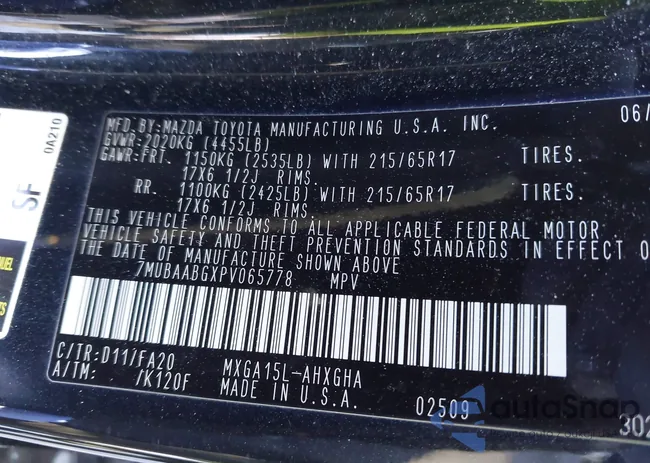 MFD.BY:MAZDA TOYOTA MANUFACTURING U.S.A. INC. 06/
GVWR:2020KG (4455LB)
GAWR:FRT. 1150KG (2535LB) WITH 215/65R17 TIRES.
17X6 1/2J RIMS.
RR. 1100KG (2425LB) WITH 215/65R17 TIRES.
17X6 1/2J RIMS.
THIS VEHICLE CONFORMS TO ALL APPLICABLE FEDERAL MOTOR
VEHICLE SAFETY AND THEFT PREVENTION STANDARDS IN EFFECT O
THE DATE OF MANUFACTURE SHOWN ABOVE
7MUBAABGXPV065778 MPV
C/TR:D11/FA20 MXGA15L-AHXGHA
A/TM: /K120F MADE IN U.S.A. 02509
302
0A210
SF
autoSnap